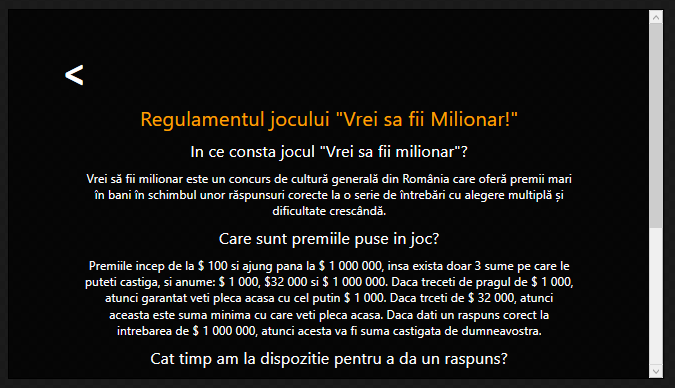 <
Regulamentul jocului "Vrei sa fii Milionar!"
In ce consta jocul "Vrei sa fii milionar"?
Vrei să fii milionar este un concurs de cultură generală din România care oferă premii mari
în bani în schimbul unor răspunsuri corecte la o serie de întrebări cu alegere multiplă și
dificultate crescândă.
Care sunt premiile puse in joc?
Premiile incep de la $ 100 si ajung pana la $ 1 000 000, insa exista doar 3 sume pe care le
puteti castiga, si anume: $ 1 000, $32 000 si $ 1 000 000. Daca treceti de pragul de $ 1 000,
atunci garantat veti pleca acasa cu cel putin $ 1 000. Daca trceti de $ 32 000, atunci
aceasta este suma minima cu care veti pleca acasa. Daca dati un raspuns corect la
intrebarea de $ 1 000 000, atunci acesta va fi suma castigata de dumneavostra.
Cat timp am la dispozitie pentru a da un raspuns?